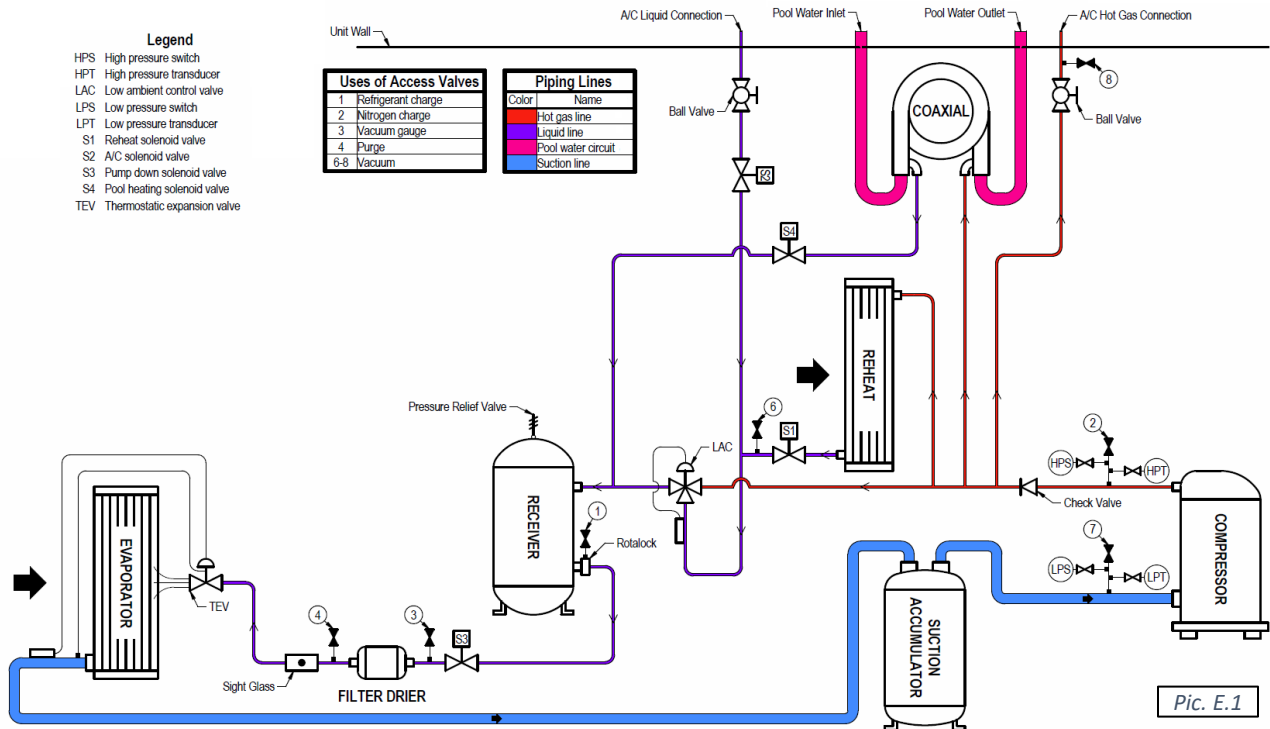 A/C Liquid Connection
Pool Water Inlet
Pool Water Outlet
A/C Hot Gas Connection
Unit Wall
Legend
HPS High pressure switch
HPT High pressure transducer
LAC Low ambient control valve
LPS Low pressure switch
LPT Low pressure transducer
S1 Reheat solenoid valve
S2 A/C solenoid valve
S3 Pump down solenoid valve
S4 Pool heating solenoid valve
TEV Thermostatic expansion valve
Uses of Access Valves
1 Refrigerant charge
2 Nitrogen charge
3 Vacuum gauge
4 Purge
6-8 Vacuum
Piping Lines
Color Name
Hot gas line
Liquid line
Pool water circuit
Suction line
8
Ball Valve
COAXIAL
Ball Valve
S2
S4
REHEAT
Pressure Relief Valve
6
S1
LAC
2
HPS
HPT
Check Valve
RECEIVER
1
Rotalock
COMPRESSOR
7
LPS
LPT
EVAPORATOR
TEV
4
3
S3
Sight Glass
FILTER DRIER
SUCTION
ACCUMULATOR
Pic. E.1